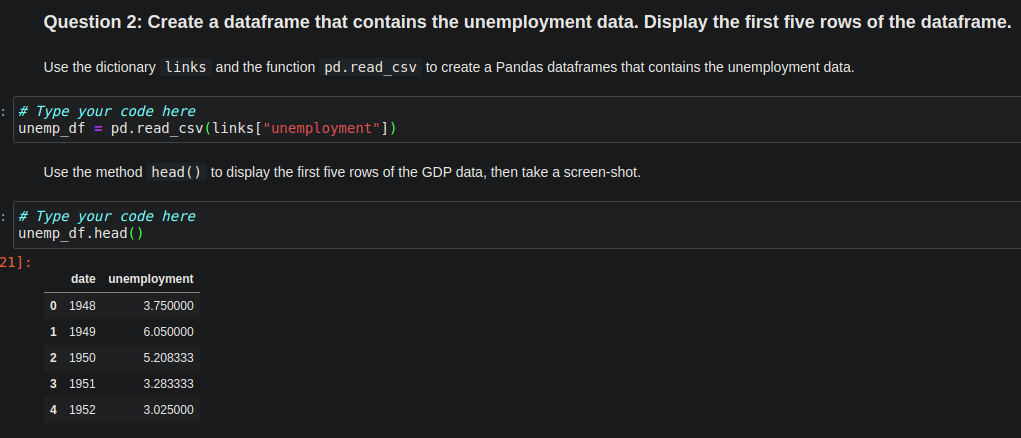 Question 2: Create a dataframe that contains the unemployment data. Display the first five rows of the dataframe.
Use the dictionary links and the function pd.read_csv to create a Pandas dataframes that contains the unemployment data.
:
# Type your code here
unemp_df = pd.read_csv(links["unemployment"])
Use the method head() to display the first five rows of the GDP data, then take a screen-shot.
:
# Type your code here
unemp_df.head()
21]:
date unemployment
0 1948 3.750000
1 1949 6.050000
2 1950 5.208333
3 1951 3.283333
4 1952 3.025000